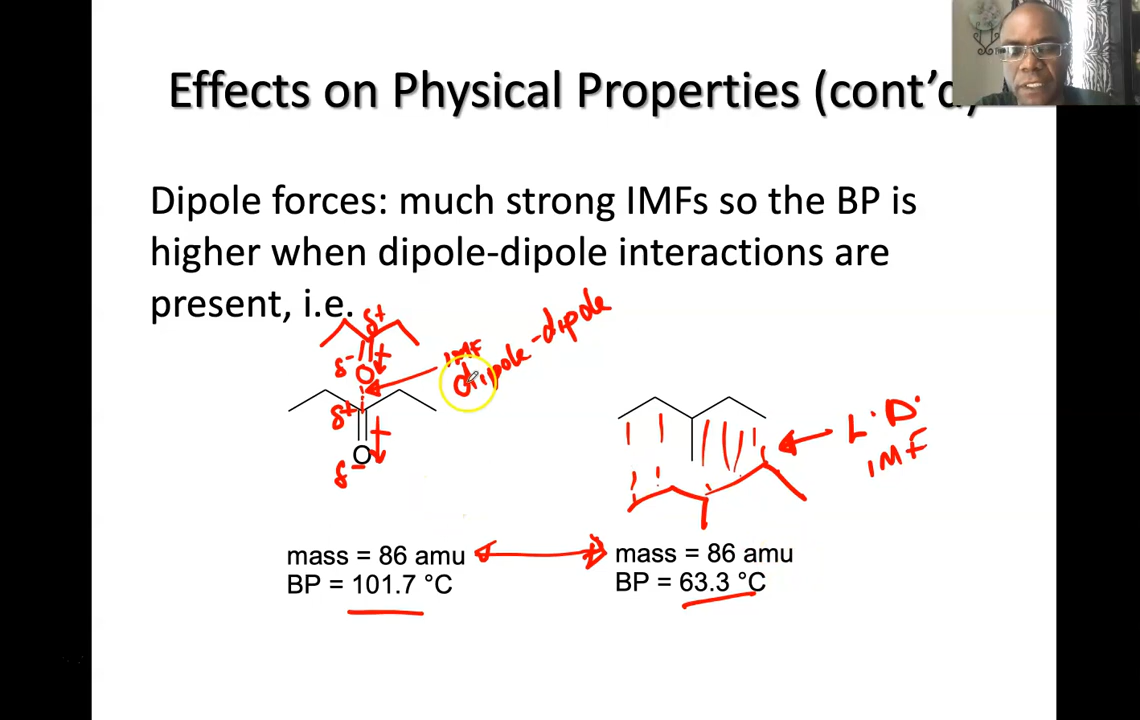 Effects on Physical Properties (cont'd)
Dipole forces: much strong IMFs so the BP is
higher when dipole-dipole interactions are
present, i.e.
δ+
δ-
O
IMF
dipole-dipole
δ+
O
δ-
L.D.
IMF
mass = 86 amu
BP = 101.7 °C
mass = 86 amu
BP = 63.3 °C